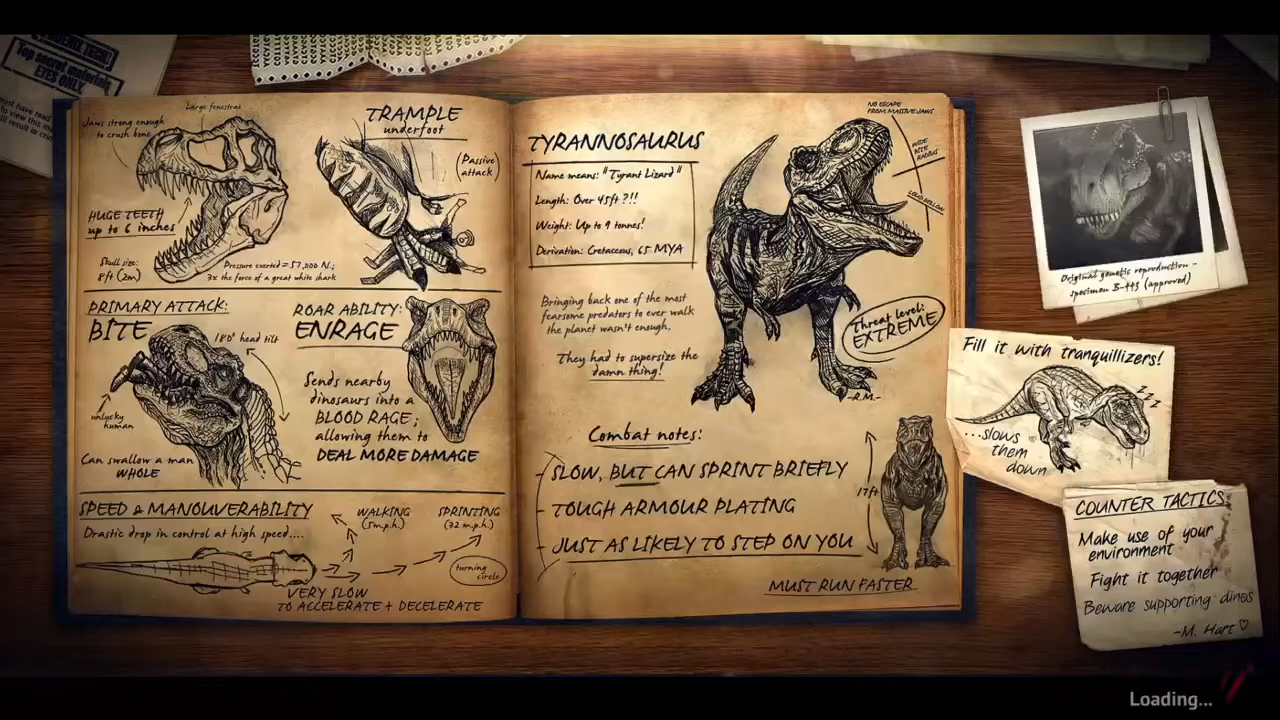 Top secret materials
EYES ONLY.
Large fenestrae
Jaws strong enough
to crush bone
HUGE TEETH
up to 6 inches
Skull size:
8ft (2m)
Pressure exerted = 57,000 N.;
3x the force of a great white shark
TRAMPLE
underfoot
(Passive
attack)
PRIMARY ATTACK:
BITE
180° head tilt
unlucky
human
Can swallow a man
WHOLE
ROAR ABILITY:
ENRAGE
Sends nearby
dinosaurs into a
BLOOD RAGE;
allowing them to
DEAL MORE DAMAGE
SPEED & MANOUVERABILITY
Drastic drop in control at high speed....
WALKING
(5m.p.h.)
SPRINTING
(32 m.p.h.)
turning
circle
VERY SLOW
TO ACCELERATE + DECELERATE
TYRANNOSAURUS
Name means: "Tyrant Lizard"
Length: Over 45ft ?!!
Weight: Up to 9 tonnes!
Derivation: Cretaceous, 65 MYA
NO ESCAPE
FROM MASSIVE JAWS
WIDE
BITE
RADIUS
LOUD BELLOW
Bringing back one of the most
fearsome predators to ever walk
the planet wasn't enough.
They had to supersize the
damn thing!
Threat level:
EXTREME
-R.M.-
Combat notes:
- SLOW, BUT CAN SPRINT BRIEFLY
- TOUGH ARMOUR PLATING
- JUST AS LIKELY TO STEP ON YOU
17ft
MUST RUN FASTER
Original genetic reproduction -
specimen B-443 (approved)
Fill it with tranquillizers!
Z Z Z
...slows
them
down
COUNTER TACTICS
Make use of your
environment
Fight it together
Beware supporting dinos
-M. Hart ♡
Loading...